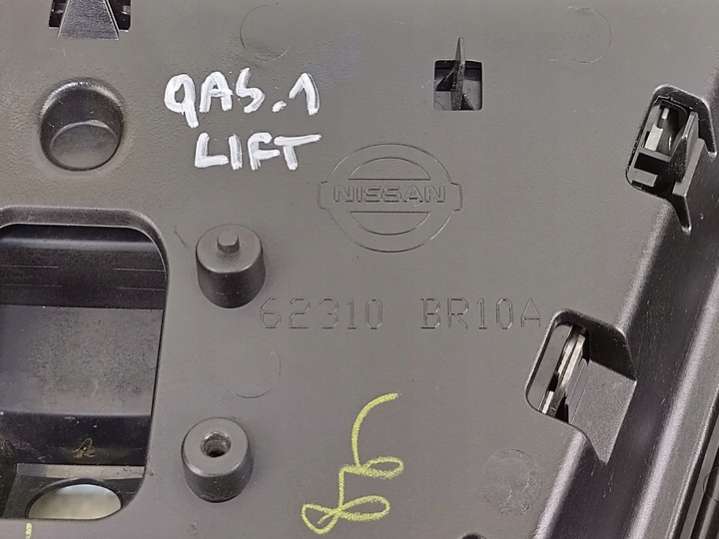 QAS.1
LIFT
NISSAN
62310 BR10A